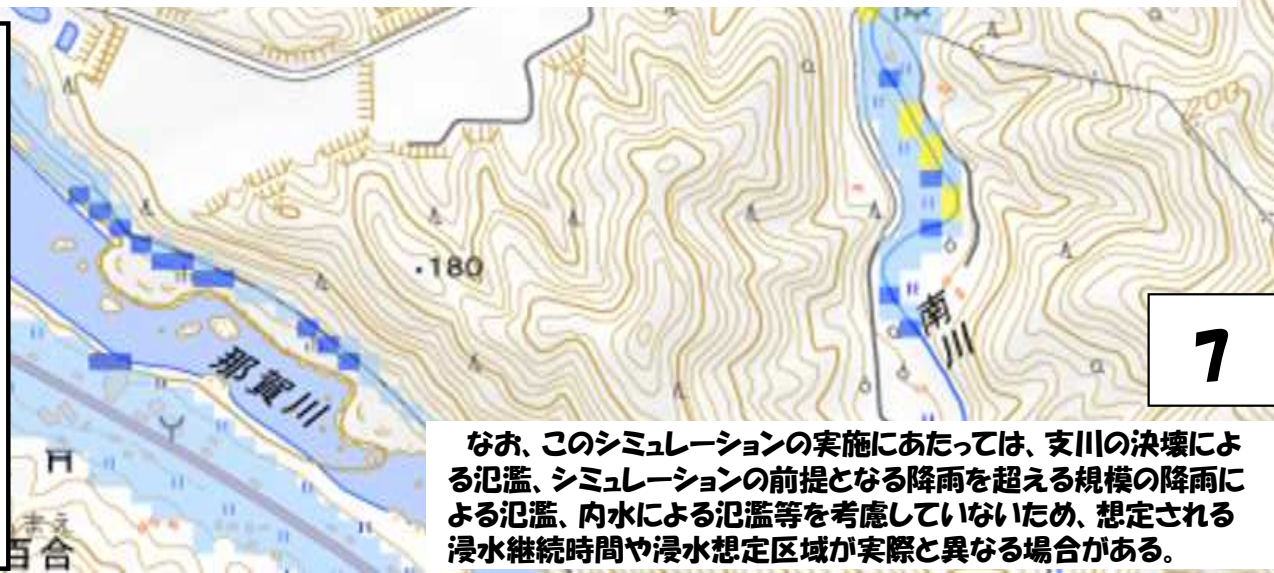 200
・180
南川
那賀川
7
なお、このシミュレーションの実施にあたっては、支川の決壊によ
る氾濫、シミュレーションの前提となる降雨を超える規模の降雨に
よる氾濫、内水による氾濫等を考慮していないため、想定される
浸水継続時間や浸水想定区域が実際と異なる場合がある。
まえ
百合